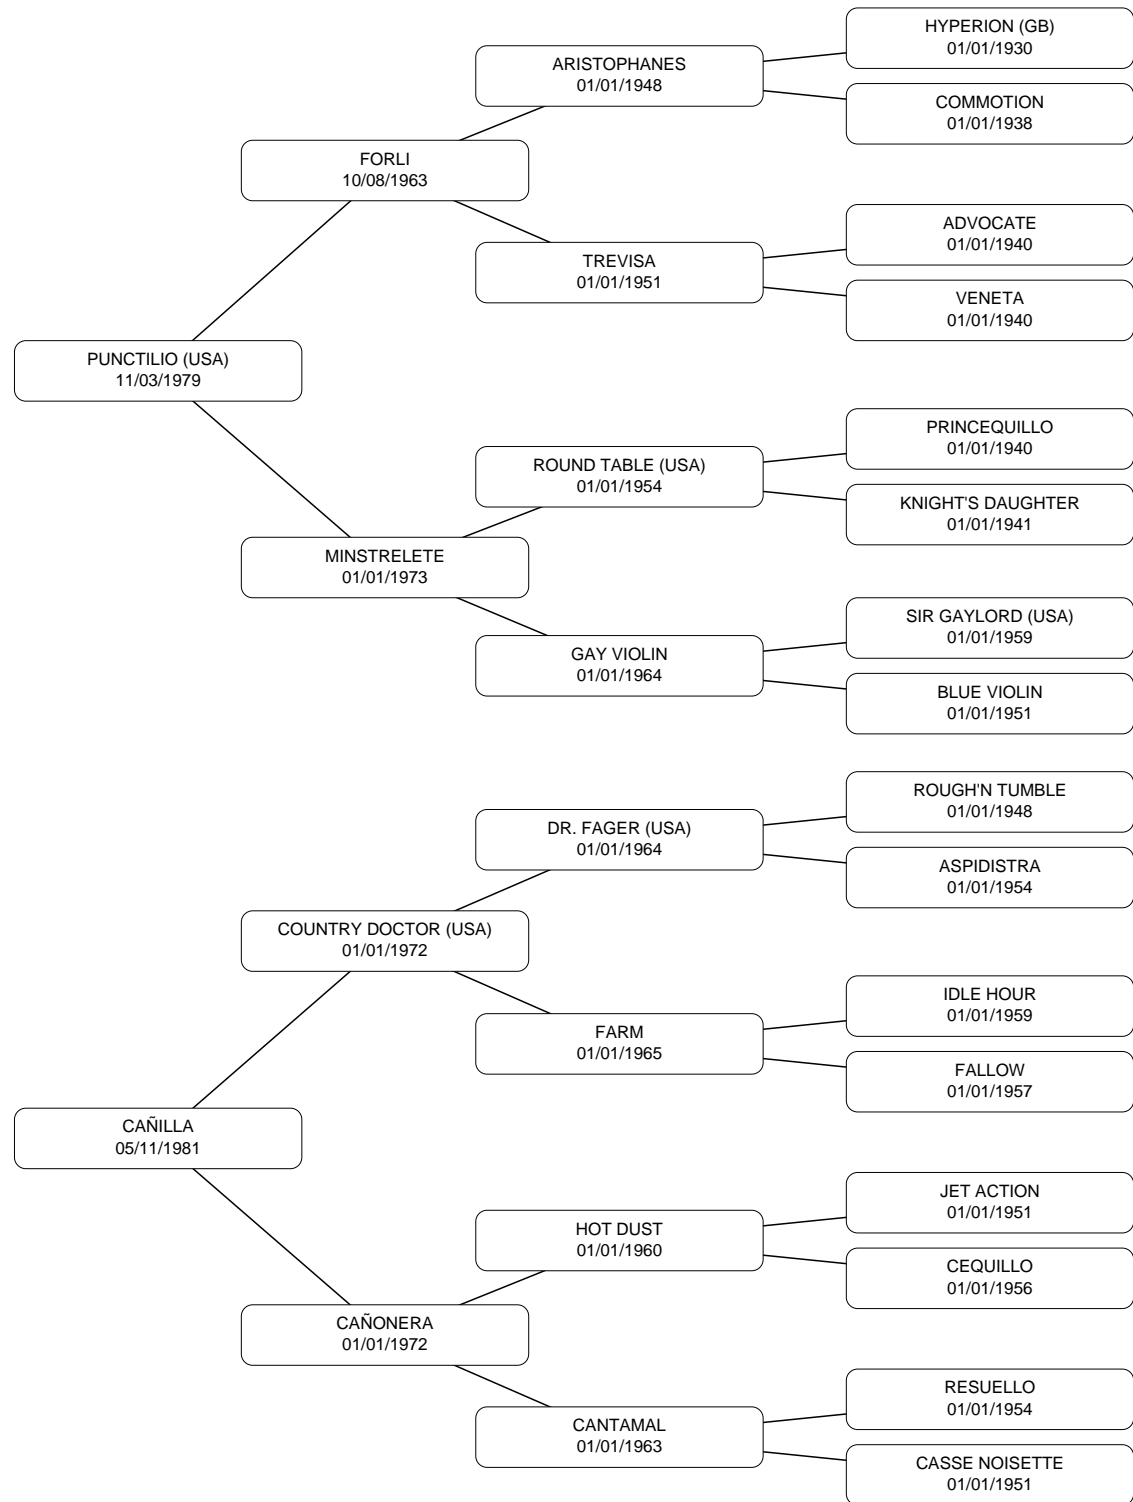 HYPERION (GB)
01/01/1930
ARISTOPHANES
01/01/1948
COMMOTION
01/01/1938
FORLI
10/08/1963
ADVOCATE
01/01/1940
TREVISA
01/01/1951
VENETA
01/01/1940
PUNCTILIO (USA)
11/03/1979
PRINCEQUILLO
01/01/1940
ROUND TABLE (USA)
01/01/1954
KNIGHT'S DAUGHTER
01/01/1941
MINSTRELETE
01/01/1973
SIR GAYLORD (USA)
01/01/1959
GAY VIOLIN
01/01/1964
BLUE VIOLIN
01/01/1951
ROUGH'N TUMBLE
01/01/1948
DR. FAGER (USA)
01/01/1964
ASPIDISTRA
01/01/1954
COUNTRY DOCTOR (USA)
01/01/1972
IDLE HOUR
01/01/1959
FARM
01/01/1965
FALLOW
01/01/1957
CAÑILLA
05/11/1981
JET ACTION
01/01/1951
HOT DUST
01/01/1960
CEQUILLO
01/01/1956
CAÑONERA
01/01/1972
RESUELLO
01/01/1954
CANTAMAL
01/01/1963
CASSE NOISETTE
01/01/1951